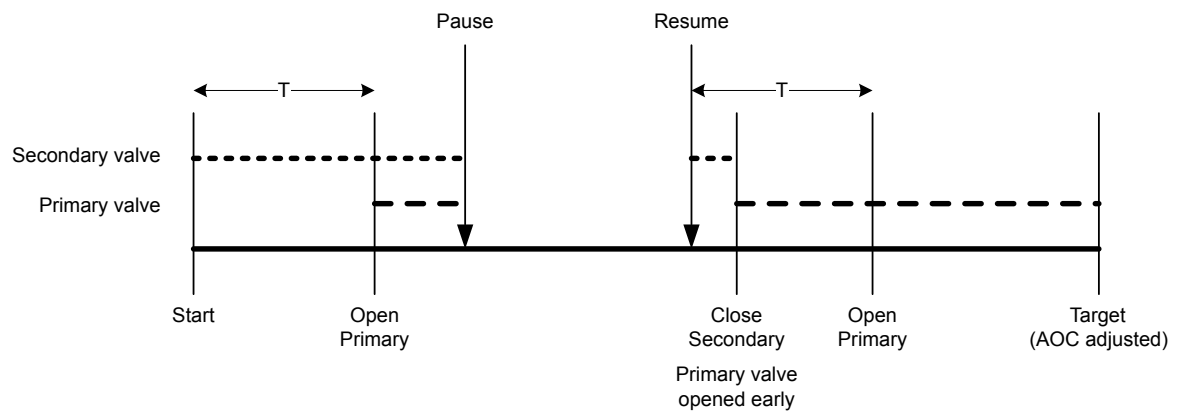 Pause
Resume
T
T
Secondary valve
Primary valve
Start
Open
Primary
Close
Secondary
Primary valve
opened early
Open
Primary
Target
(AOC adjusted)